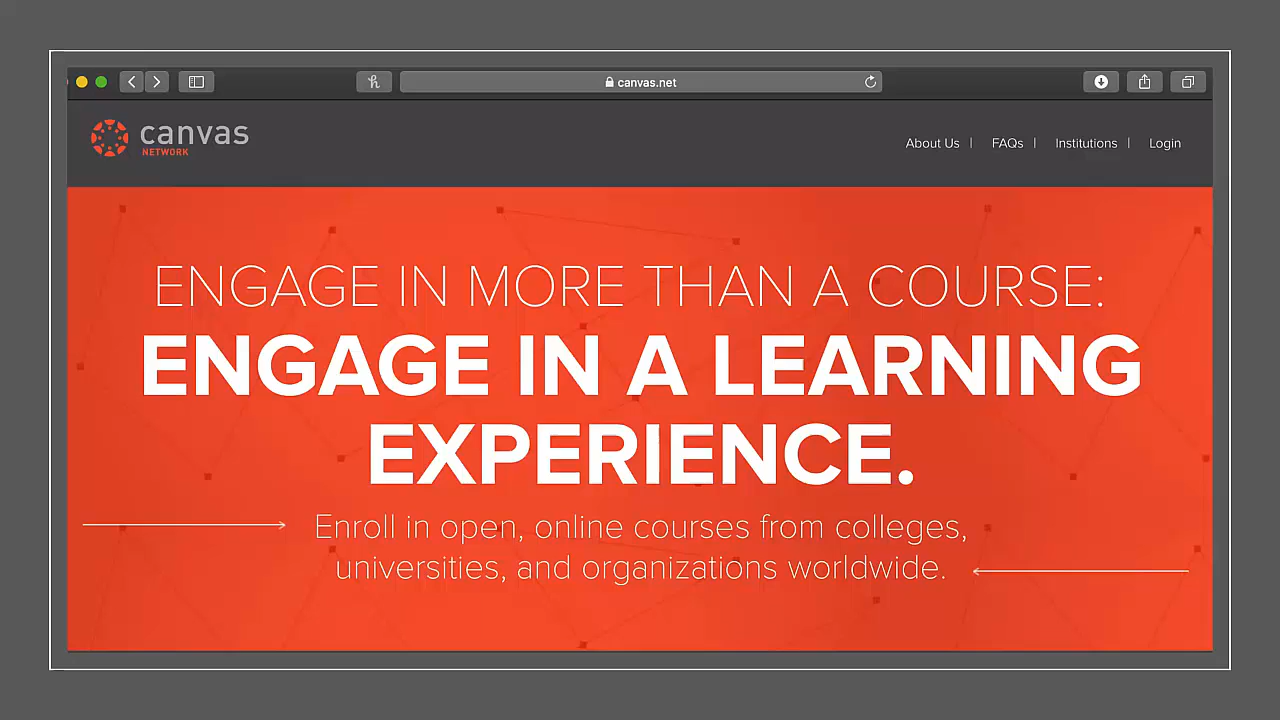 canvas.net
canvas
NETWORK
About Us | FAQs | Institutions | Login
ENGAGE IN MORE THAN A COURSE:
ENGAGE IN A LEARNING
EXPERIENCE.
Enroll in open, online courses from colleges,
universities, and organizations worldwide.